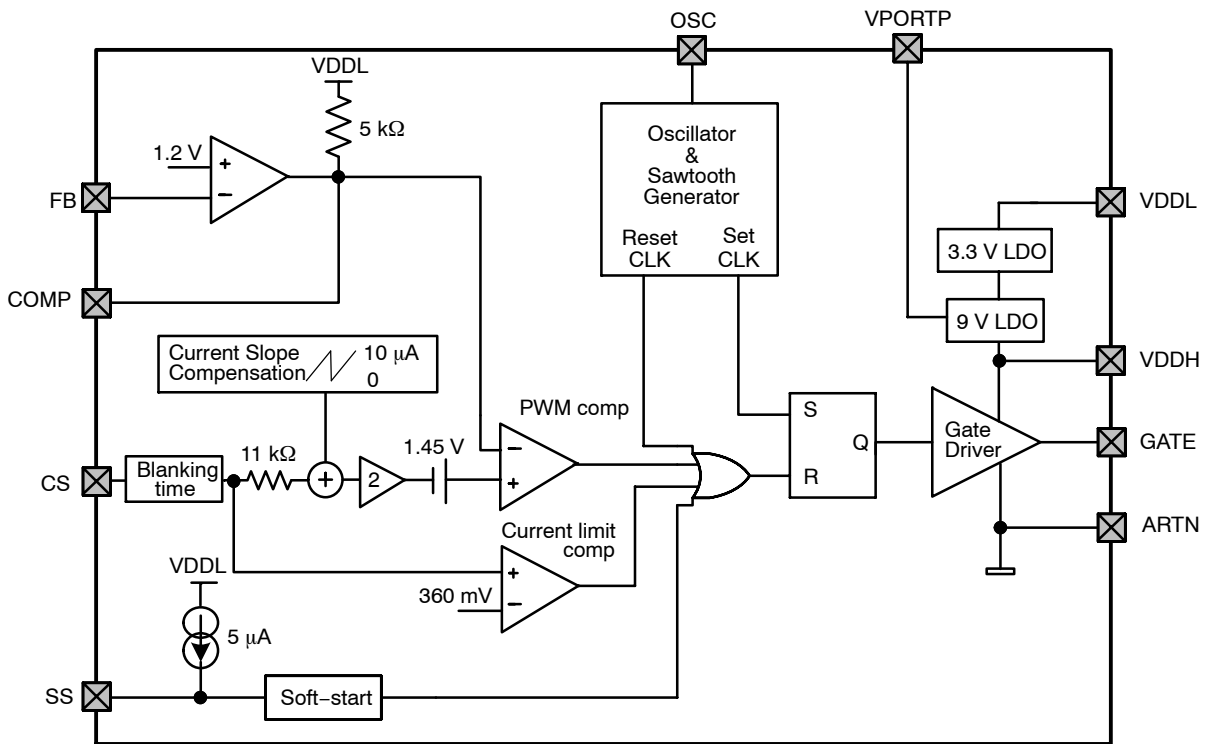 OSC
VPORTP
VDDL
5 kΩ
1.2 V
+
−
FB
COMP
Oscillator
&
Sawtooth
Generator
Reset
CLK
Set
CLK
VDDL
3.3 V LDO
9 V LDO
VDDH
Current Slope
Compensation
10 μA
0
PWM comp
S
Q
R
Gate
Driver
GATE
CS
Blanking
time
11 kΩ
+
2
1.45 V
−
+
ARTN
Current limit
comp
+
360 mV
−
VDDL
5 μA
SS
Soft−start